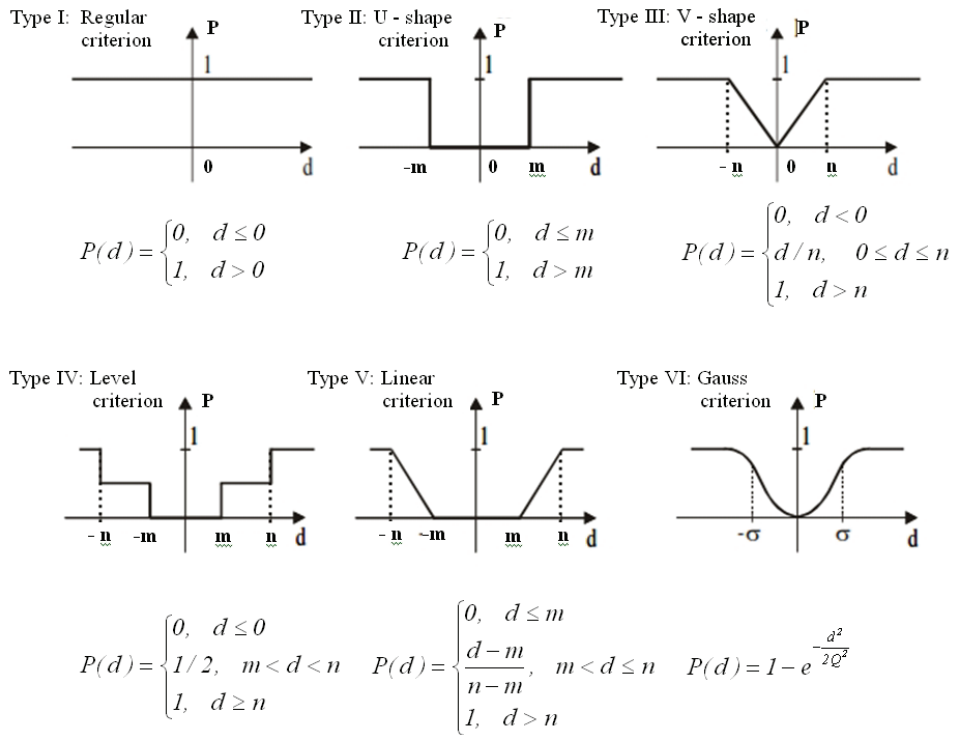 Type I: Regular criterion
P
1
0 d
P(d) = {0, d ≤ 0
1, d > 0
Type II: U - shape criterion
P
1
-m 0 m d
P(d) = {0, d ≤ m
1, d > m
Type III: V - shape criterion
P
1
- n 0 n d
P(d) = {0, d < 0
d / n, 0 ≤ d ≤ n
1, d > n
Type IV: Level criterion
P
1
- n -m m n d
P(d) = {0, d ≤ 0
1 / 2, m < d < n
1, d ≥ n
Type V: Linear criterion
P
1
- n -m m n d
P(d) = {0, d ≤ m
d – m / n – m, m < d ≤ n
1, d > n
Type VI: Gauss criterion
P
1
-σ σ d
P(d) = 1 – e^(-d²/2Q²)